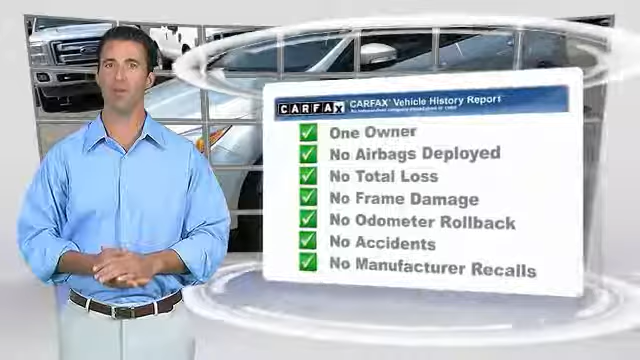 CARFAX CARFAX Vehicle History Report
One Owner
No Airbags Deployed
No Total Loss
No Frame Damage
No Odometer Rollback
No Accidents
No Manufacturer Recalls